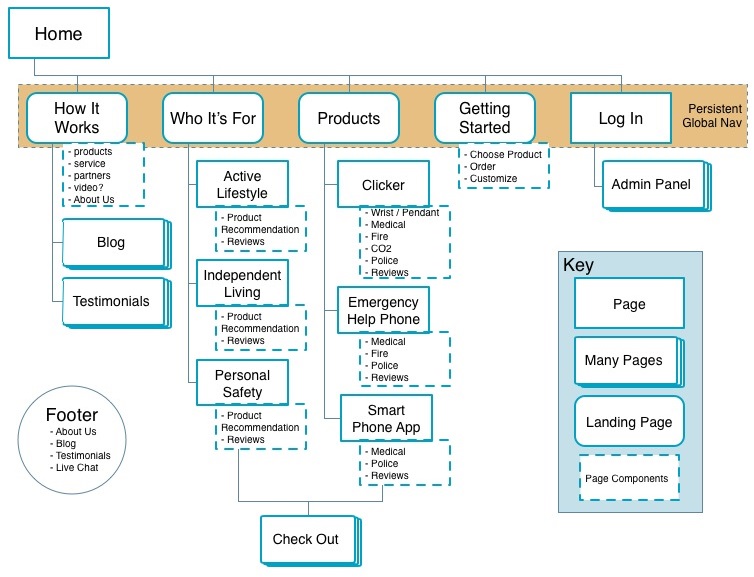 Home
How It
Works
Who It's For
Products
Getting
Started
Log In
Persistent
Global Nav
- products
- service
- partners
- video?
- About Us
Blog
Testimonials
Active
Lifestyle
- Product
Recommendation
- Reviews
Independent
Living
- Product
Recommendation
- Reviews
Personal
Safety
- Product
Recommendation
- Reviews
Clicker
- Wrist / Pendant
- Medical
- Fire
- CO2
- Police
- Reviews
Emergency
Help Phone
- Medical
- Fire
- Police
- Reviews
Smart
Phone App
- Medical
- Police
- Reviews
- Choose Product
- Order
- Customize
Admin Panel
Check Out
Footer
- About Us
- Blog
- Testimonials
- Live Chat
Key
Page
Many Pages
Landing Page
Page Components